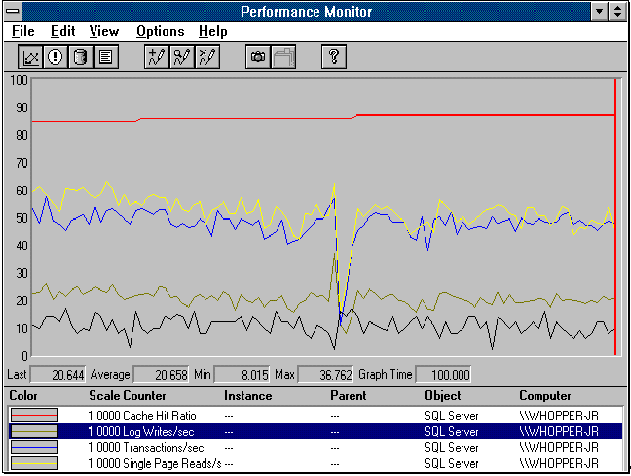 Performance Monitor
File Edit View Options Help
100
90
80
70
60
50
40
30
20
10
0
Last 20.644 Average 20.658 Min 8.015 Max 36.762 Graph Time 100.000
Color Scale Counter Instance Parent Object Computer
1.0000 Cache Hit Ratio --- --- SQL Server \\WHOPPER-JR
1.0000 Log Writes/sec --- --- SQL Server \\WHOPPER-JR
1.0000 Transactions/sec --- --- SQL Server \\WHOPPER-JR
1.0000 Single Page Reads/s --- --- SQL Server \\WHOPPER-JR